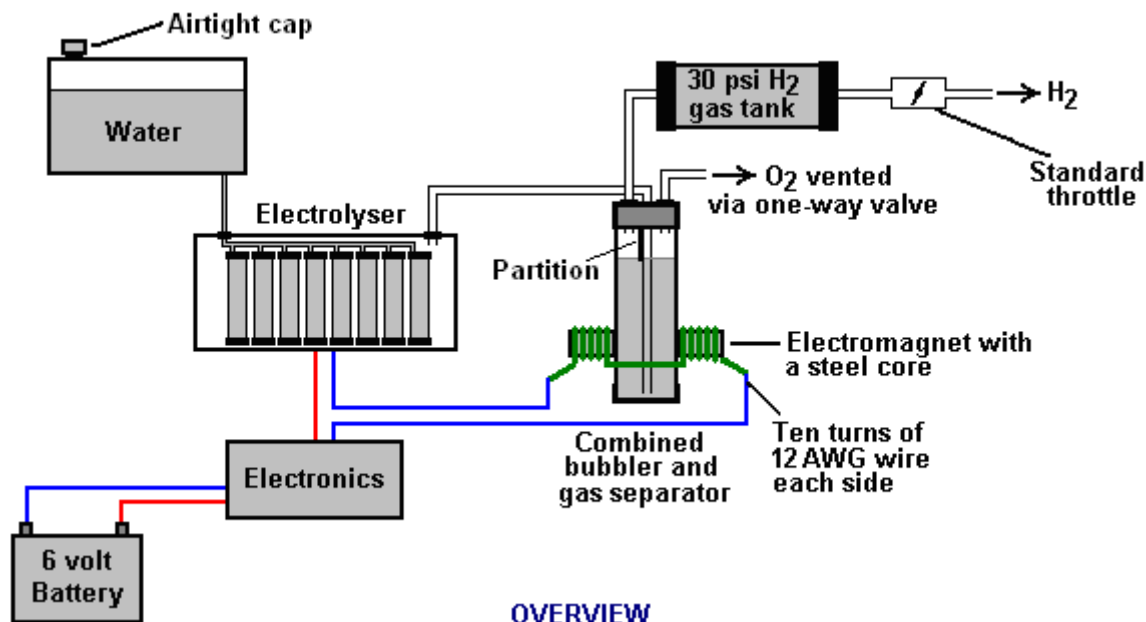 Airtight cap
Water
30 psi H₂
gas tank
H₂
Standard
throttle
O₂ vented
via one-way valve
Electrolyser
Partition
Electromagnet with
a steel core
Combined
bubbler and
gas separator
Ten turns of
12 AWG wire
each side
Electronics
6 volt
Battery
OVERVIEW